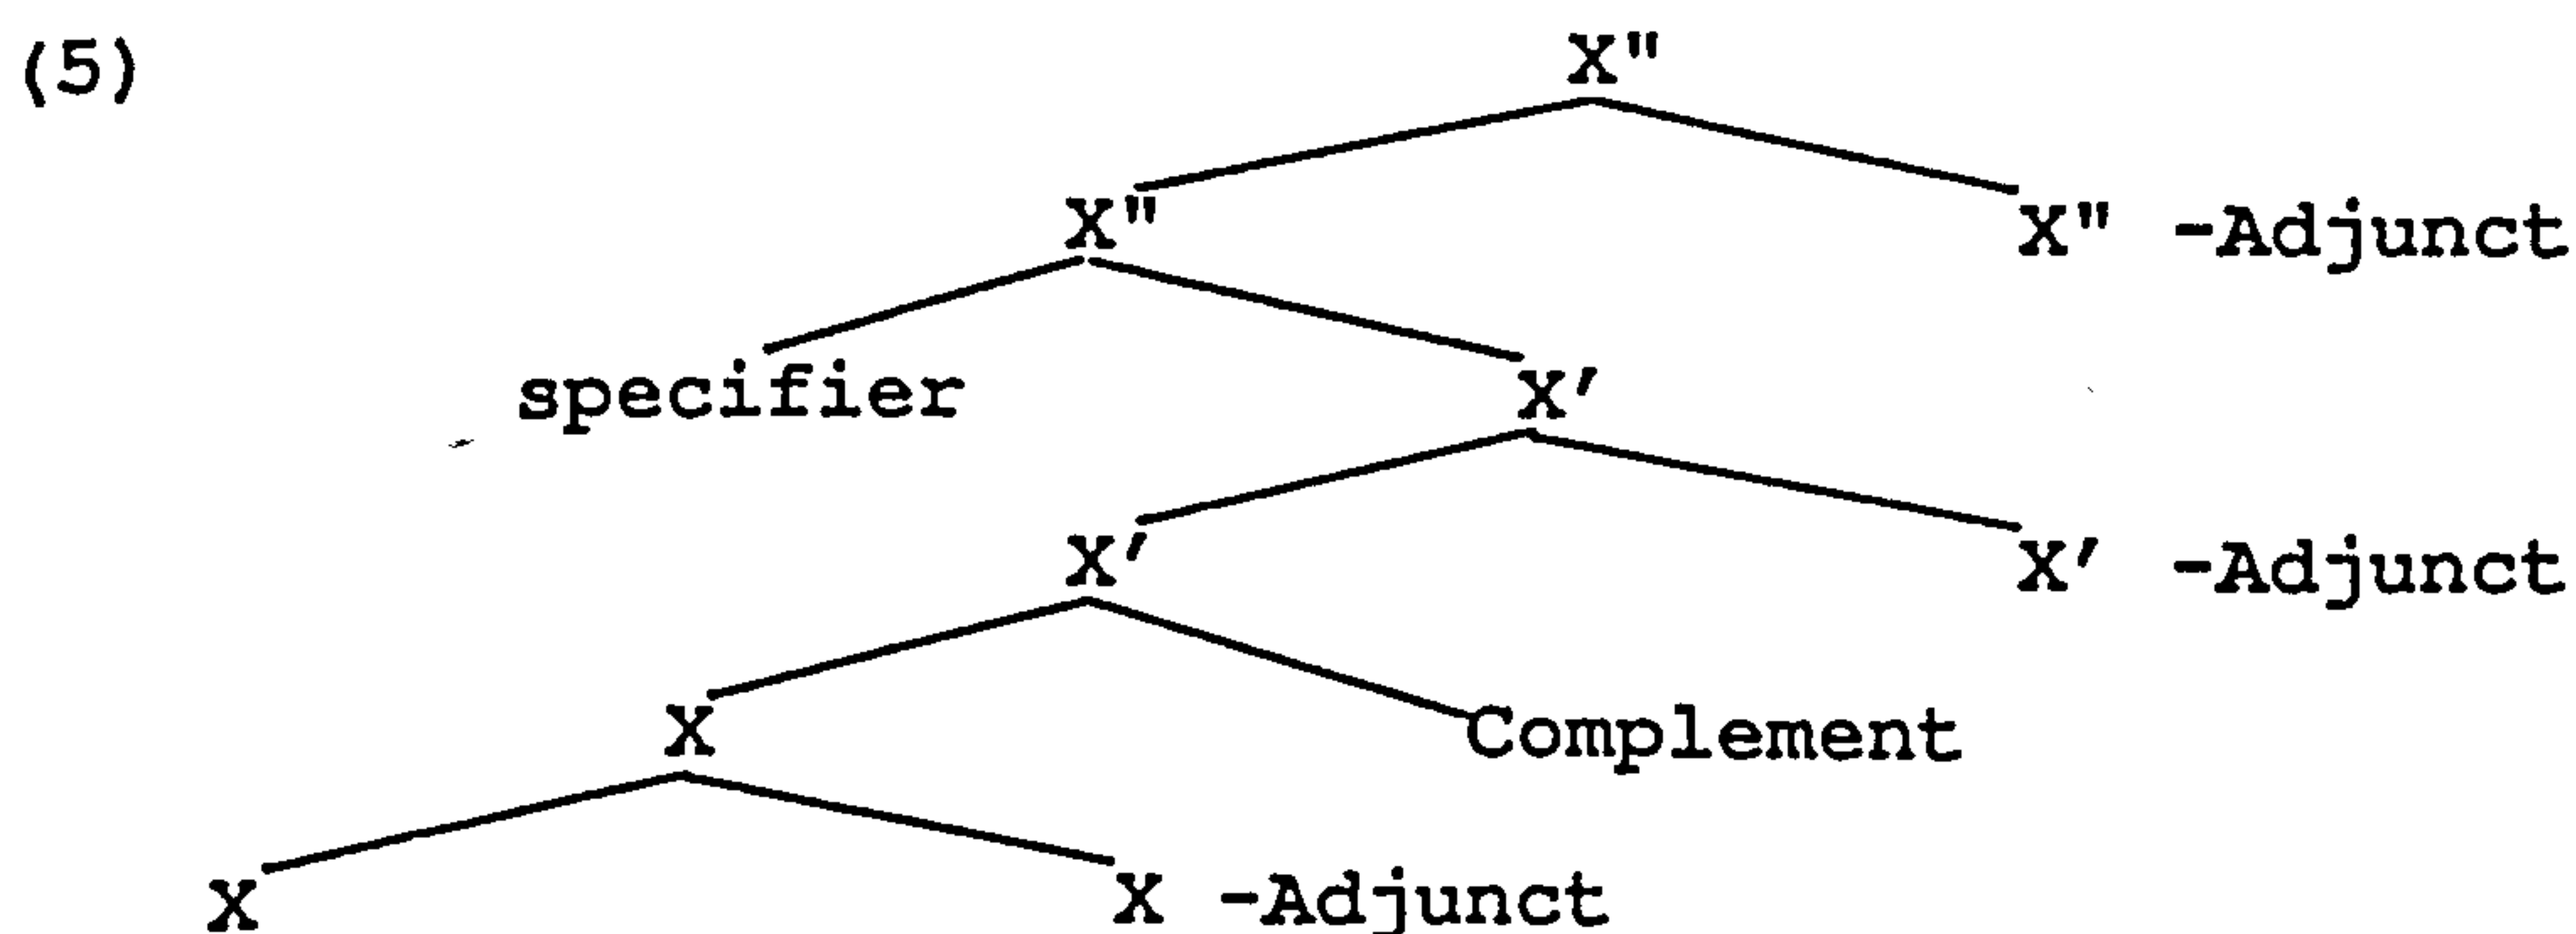 (5) X"
X" X" -Adjunct
specifier X'
X' X' -Adjunct
X Complement
X X -Adjunct